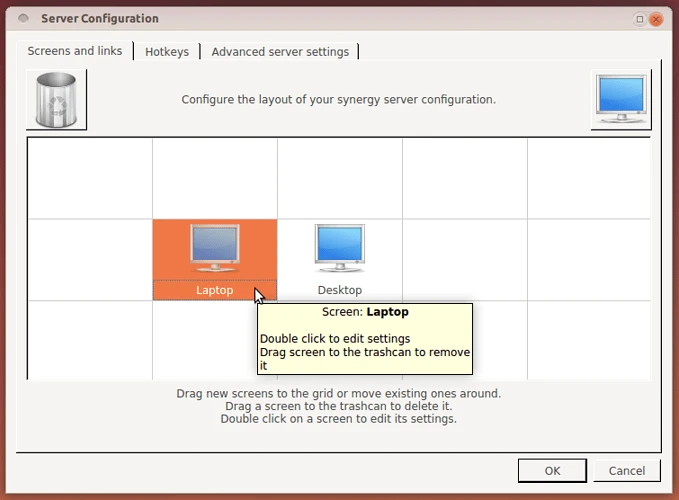 Server Configuration
Screens and links
Hotkeys
Advanced server settings
Configure the layout of your synergy server configuration.
Laptop
Desktop
Screen: Laptop
Double click to edit settings
Drag screen to the trashcan to remove
it
Drag new screens to the grid or move existing ones around.
Drag a screen to the trashcan to delete it.
Double click on a screen to edit its settings.
OK
Cancel